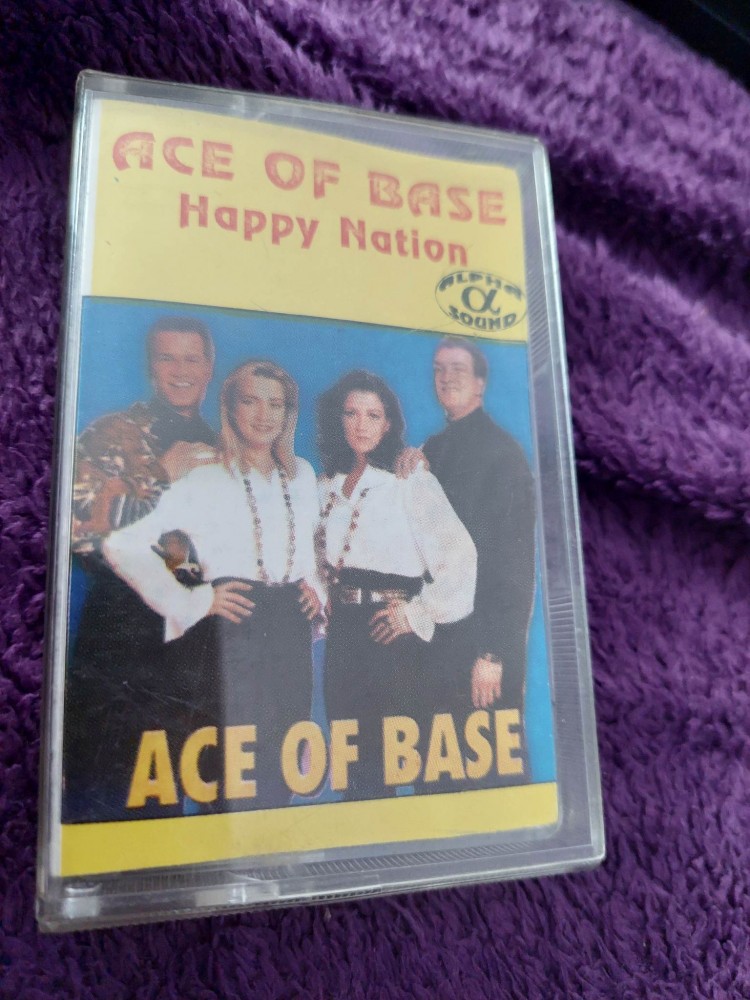 ACE OF BASE
Happy Nation
ALPHA
α
SOUND
ACE OF BASE